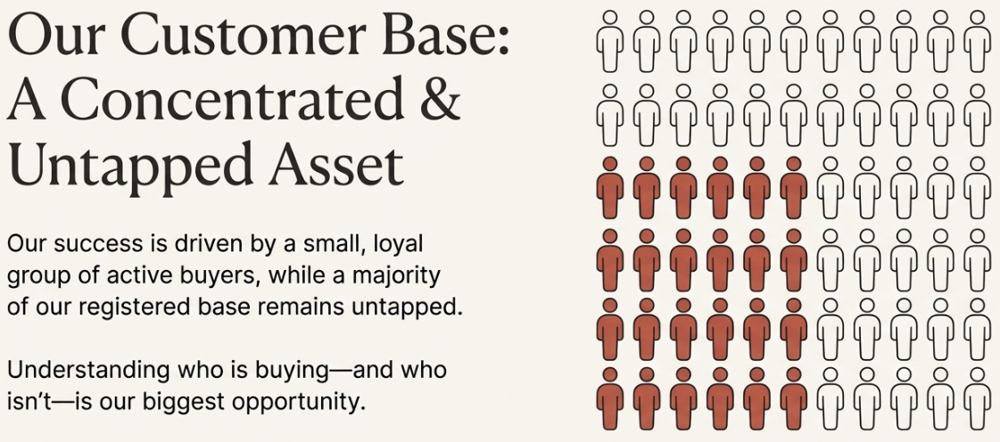 Our Customer Base:
A Concentrated &
Untapped Asset
Our success is driven by a small, loyal
group of active buyers, while a majority
of our registered base remains untapped.
Understanding who is buying—and who
isn’t—is our biggest opportunity.